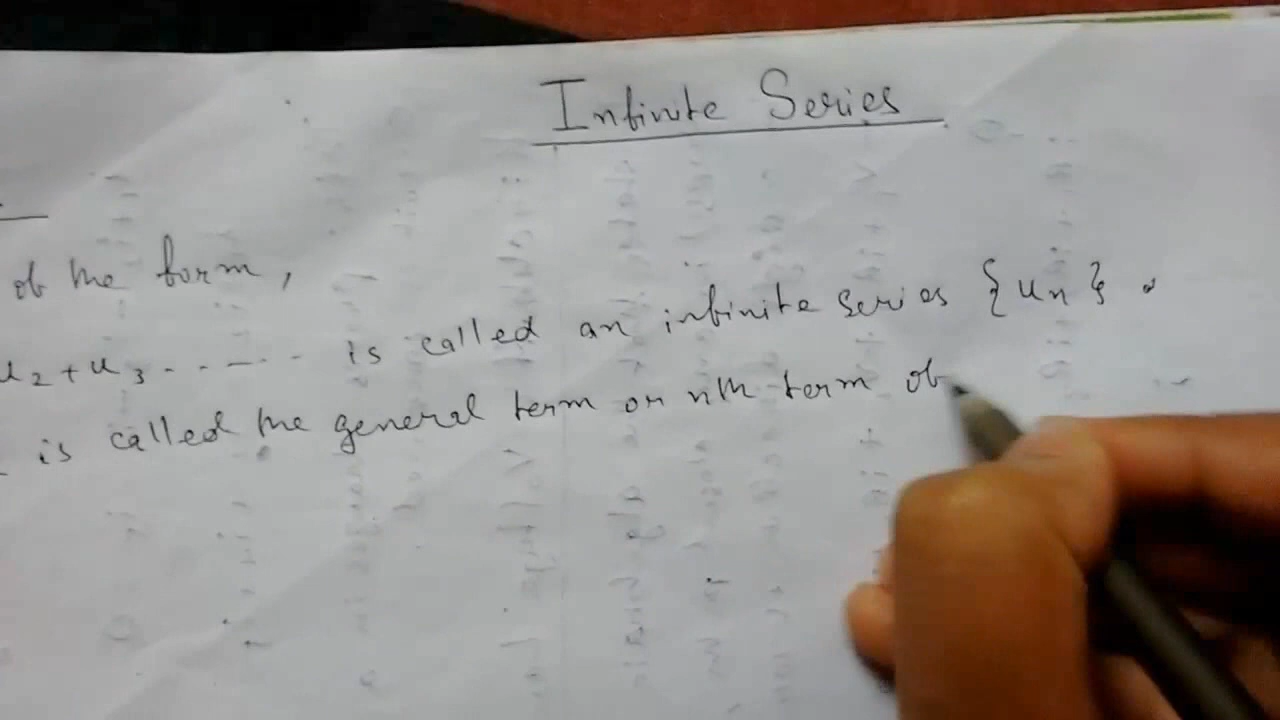 Infinite Series
of the form,
u2 + u3 . . . . . . . is called an infinite series {un}.
is called the general term or nth term of